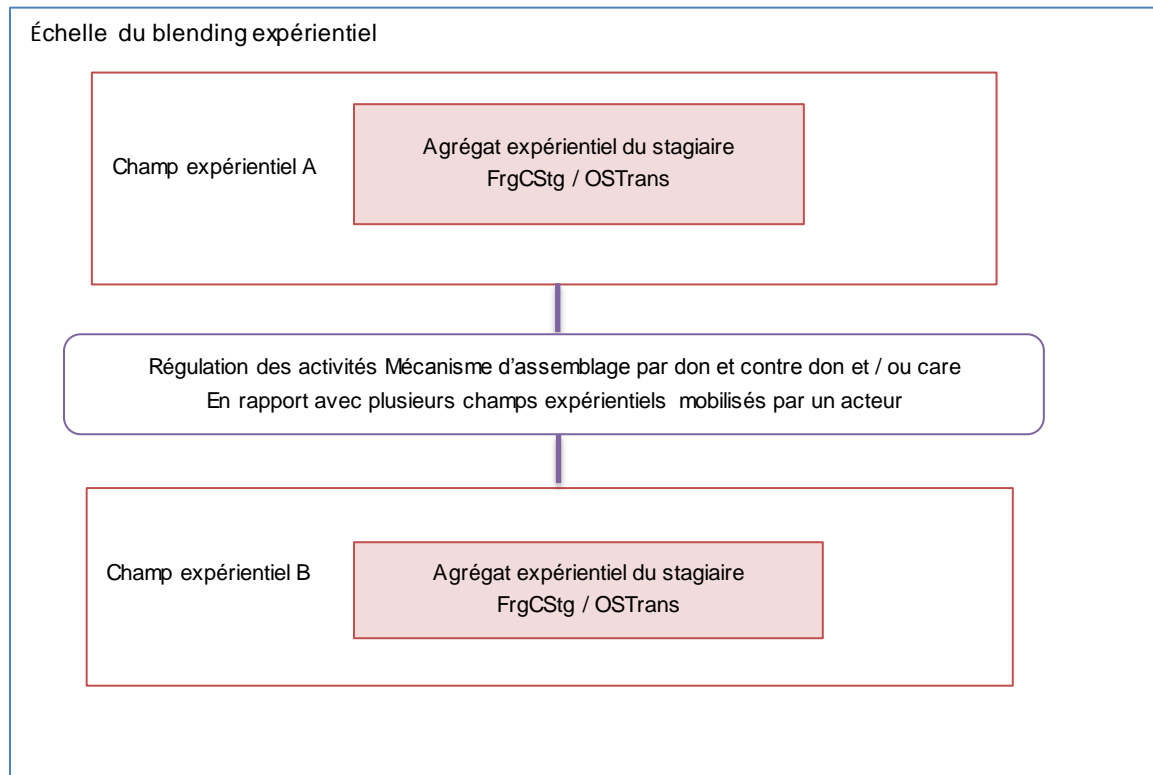 Échelle du blending expérientiel
Champ expérientiel A
Agrégat expérientiel du stagiaire
FrgCStg / OSTrans
Régulation des activités Mécanisme d'assemblage par don et contre don et / ou care
En rapport avec plusieurs champs expérientiels mobilisés par un acteur
Champ expérientiel B
Agrégat expérientiel du stagiaire
FrgCStg / OSTrans